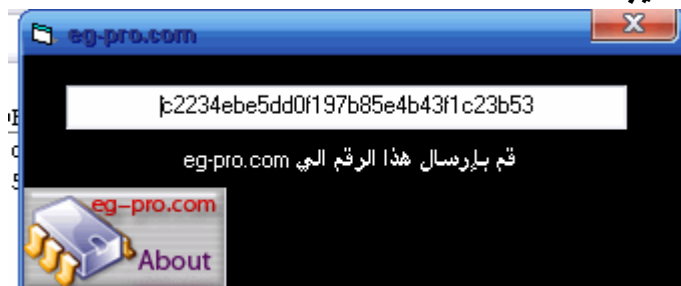 eg-pro.com
c2234ebe5dd0f197b85e4b43f1c23b53
قم بإرسال هذا الرقم الي eg-pro.com
eg-pro.com
About